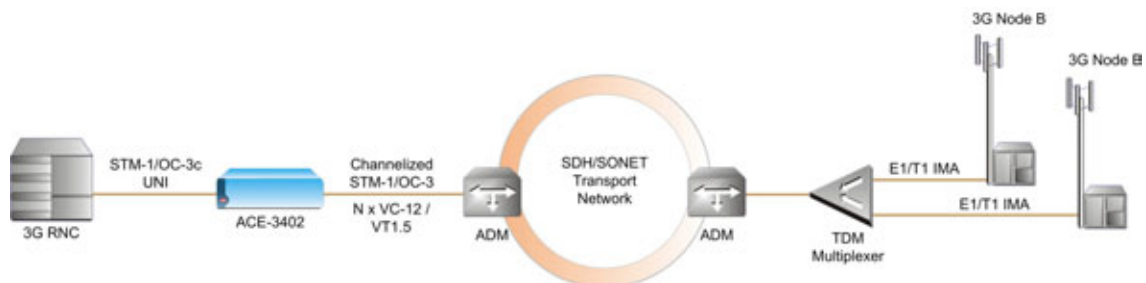 3G Node B
3G Node B
STM-1/OC-3c
UNI
Channelized
STM-1/OC-3
SDH/SONET
Transport
Network
E1/T1 IMA
N x VC-12 /
VT1.5
E1/T1 IMA
3G RNC
ACE-3402
ADM
ADM
TDM
Multiplexer